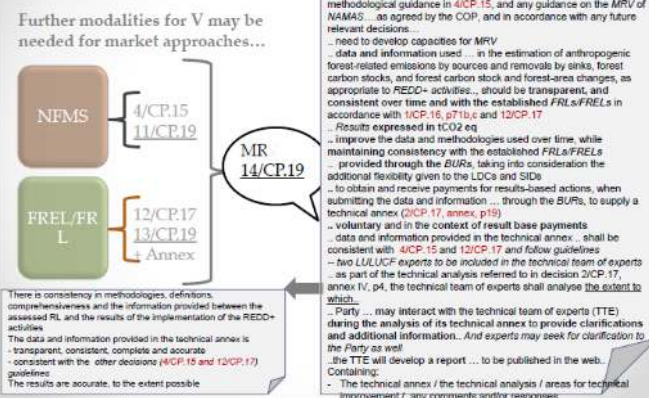 Further modalities for V may be
needed for market approaches...
NFMS
4/CP.15
11/CP.19
FREL/FR
L
12/CP.17
13/CP.19
+ Annex
MR
14/CP.19
methodological guidance in 4/CP.15, and any guidance on the MRV of
NAMAS....as agreed by the COP, and in accordance with any future
relevant decisions...
.. need to develop capacities for MRV
.. data and information used ... in the estimation of anthropogenic
forest-related emissions by sources and removals by sinks, forest
carbon stocks, and forest carbon stock and forest-area changes, as
appropriate to REDD+ activities.., should be transparent, and
consistent over time and with the established FRLs/FRELs in
accordance with 1/CP.16, p71b,c and 12/CP.17
.. Results expressed in tCO2 eq
.. improve the data and methodologies used over time, while
maintaining consistency with the established FRLs/FRELs
.. provided through the BURs, taking into consideration the
additional flexibility given to the LDCs and SIDs
.. to obtain and receive payments for results-based actions, when
submitting the data and information ... through the BURs, to supply a
technical annex (2/CP.17, annex, p19)
.. voluntary and in the context of result base payments
.. data and information provided in the technical annex .. shall be
consistent with 4/CP.15 and 12/CP.17 and follow guidelines
-- two LULUCF experts to be included in the technical team of experts
.. as part of the technical analysis referred to in decision 2/CP.17,
annex IV, p4, the technical team of experts shall analyse the extent to
which..
.. Party ... may interact with the technical team of experts (TTE)
during the analysis of its technical annex to provide clarifications
and additional information.. And experts may seek for clarification to
the Party as well
..the TTE will develop a report ... to be published in the web..
Containing:
- The technical annex / the technical analysis / areas for technical
improvement / any comments and/or responses
There is consistency in methodologies, definitions,
comprehensiveness and the information provided between the
assessed RL and the results of the implementation of the REDD+
activities
The data and information provided in the technical annex is
- transparent, consistent, complete and accurate
- consistent with the other decisions (4/CP.15 and 12/CP.17)
guidelines
The results are accurate, to the extent possible